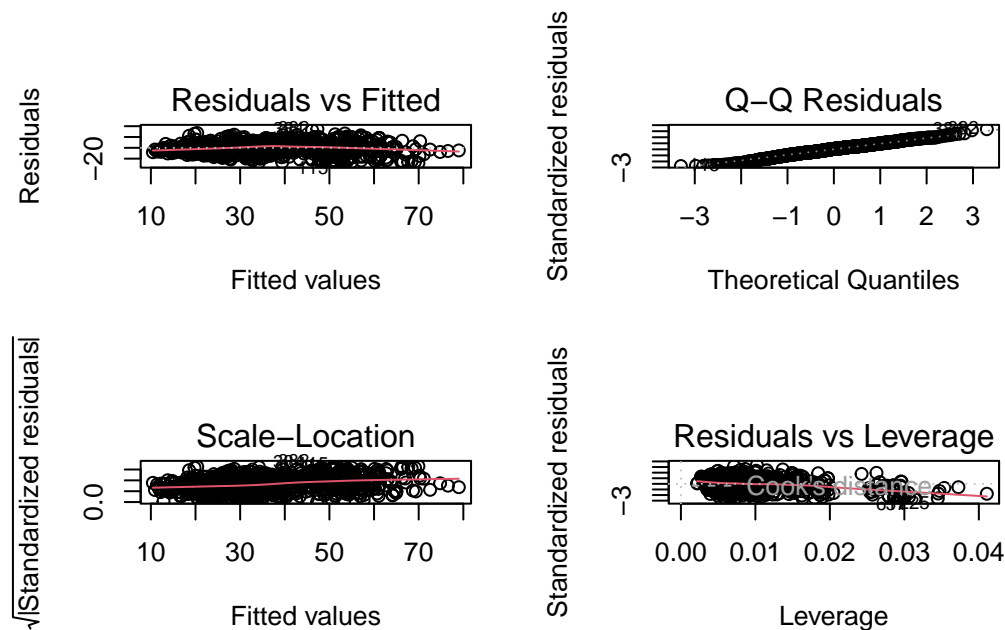 Residuals vs Fitted
Residuals
−20
10 30 50 70
Fitted values
Q−Q Residuals
Standardized residuals
−3
−3 −1 0 1 2 3
Theoretical Quantiles
Scale−Location
√|Standardized residuals|
0.0
10 30 50 70
Fitted values
Residuals vs Leverage
Standardized residuals
−3
Cook's distance
0.00 0.01 0.02 0.03 0.04
Leverage